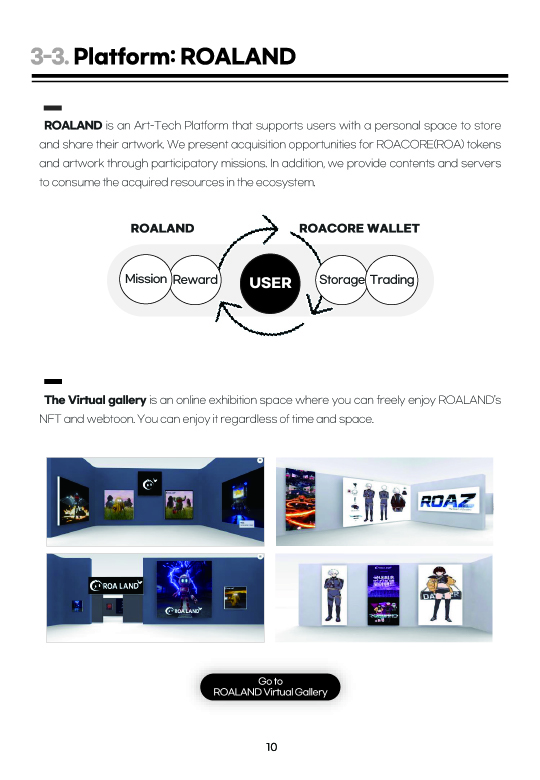 3-3. Platform: ROALAND
ROALAND is an Art-Tech Platform that supports users with a personal space to store
and share their artwork. We present acquisition opportunities for ROACORE(ROA) tokens
and artwork through participatory missions. In addition, we provide contents and servers
to consume the acquired resources in the ecosystem.
ROALAND
ROACORE WALLET
Mission
Reward
USER
Storage
Trading
The Virtual gallery is an online exhibition space where you can freely enjoy ROALAND's
NFT and webtoon. You can enjoy it regardless of time and space.
ROAZ
ROA LAND
ROA LAND
Go to
ROALAND Virtual Gallery
10